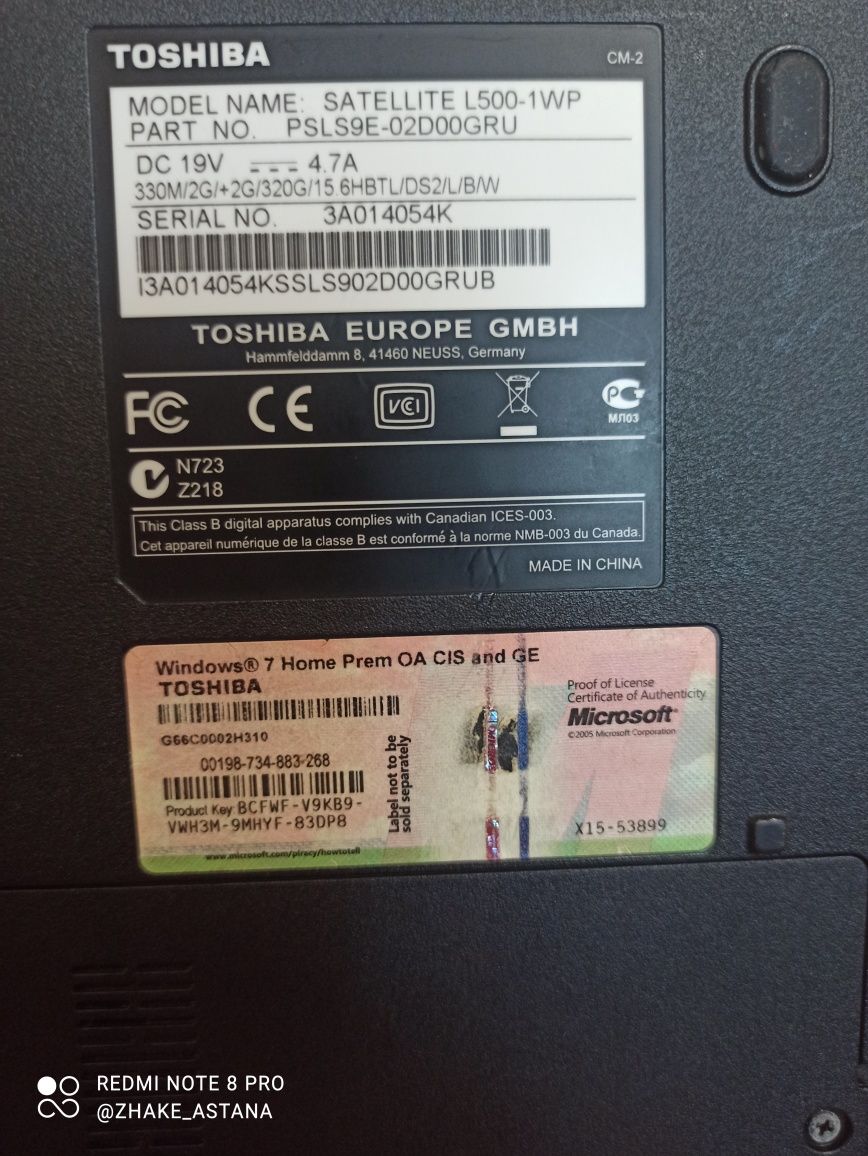 TOSHIBA
CM-2
MODEL NAME: SATELLITE L500-1WP
PART NO. PSLS9E-02D00GRU
DC 19V 4.7A
330M/2G/+2G/320G/15.6HBTL/DS2/L/B/W
SERIAL NO. 3A014054K
I3A014054KSSLS902D00GRUB
TOSHIBA EUROPE GMBH
Hammfelddamm 8, 41460 NEUSS, Germany
FC CE VCCI PC
МЛ03
N723
Z218
This Class B digital apparatus complies with Canadian ICES-003.
Cet appareil numérique de la classe B est conformé à la norme NMB-003 du Canada.
MADE IN CHINA
Windows® 7 Home Prem OA CIS and GE
TOSHIBA
G66C0002H310
00198-734-883-268
Product Key: BCFWF-V9KB9-
VWH3M-9MHYF-83DP8
www.microsoft.com/piracy/howtotell
Label not to be
sold separately
Proof of License
Certificate of Authenticity
Microsoft®
©2005 Microsoft Corporation
X15-53899
REDMI NOTE 8 PRO
@ZHAKE_ASTANA